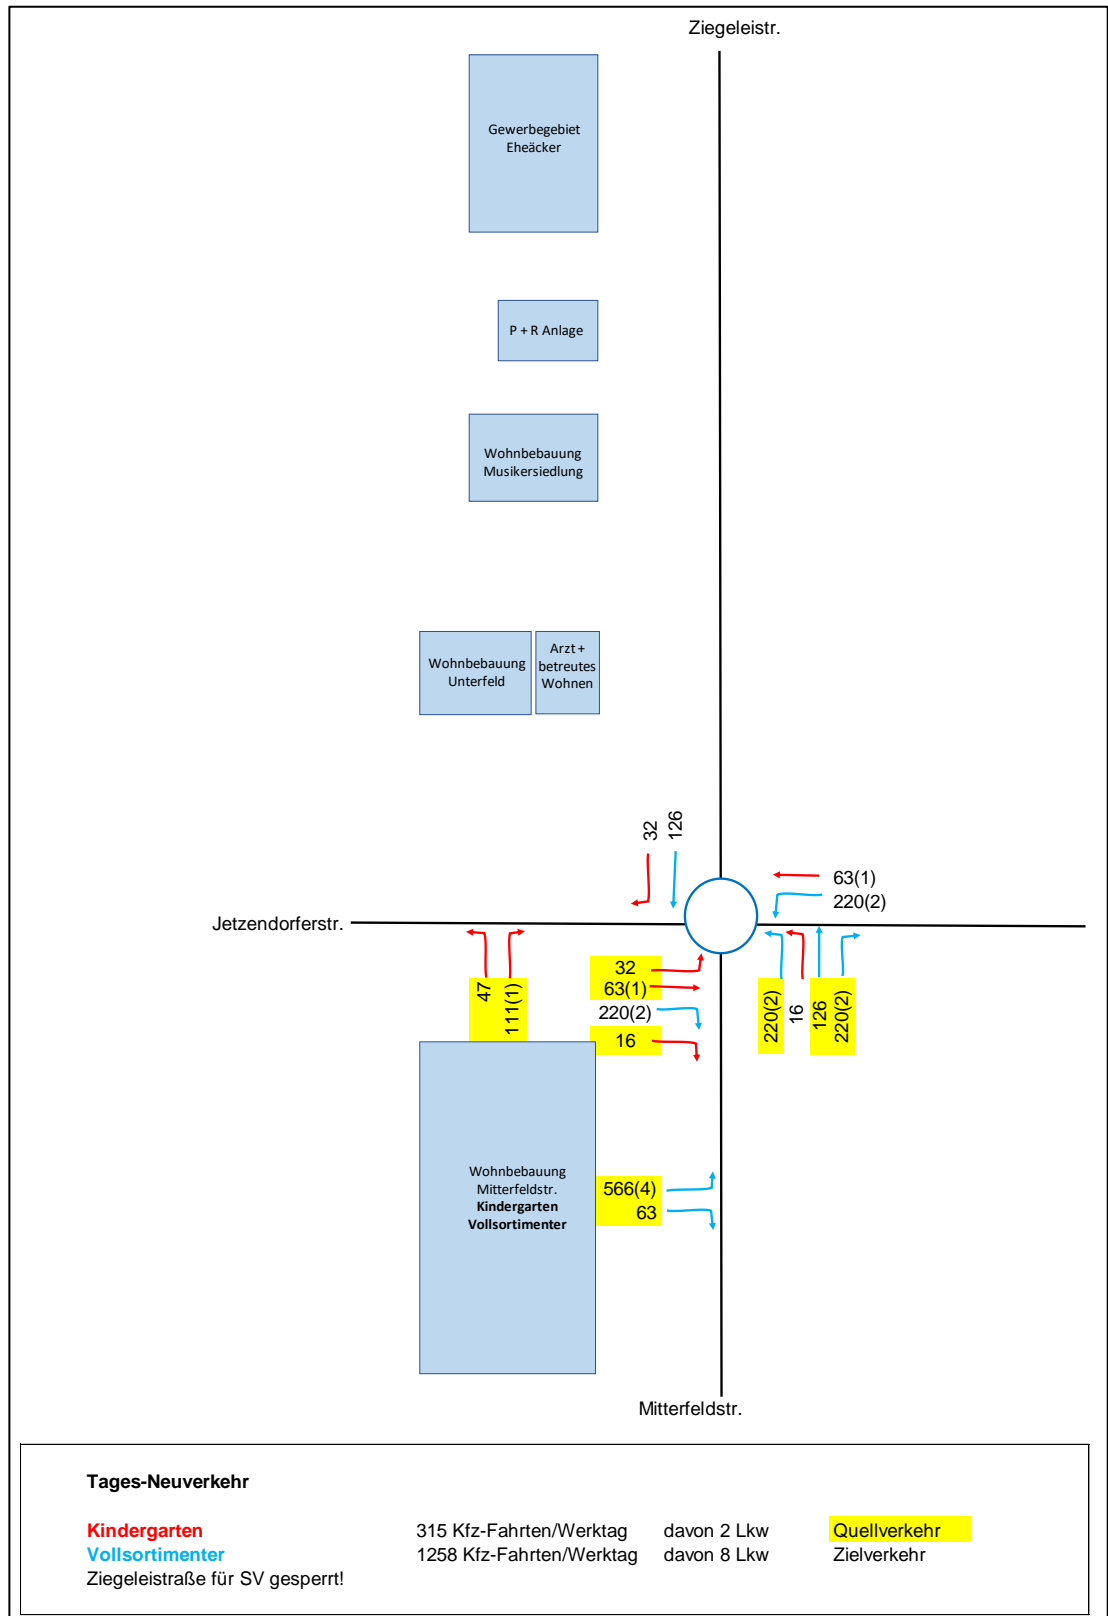 Ziegeleistr.
Gewerbegebiet
Eheäcker
P + R Anlage
Wohnbebauung
Musikersiedlung
Wohnbebauung
Unterfeld
Arzt +
betreutes
Wohnen
32
126
63(1)
220(2)
Jetzendorferstr.
47
111(1)
32
63(1)
220(2)
16
220(2)
16
126
220(2)
Wohnbebauung
Mitterfeldstr.
Kindergarten
Vollsortimenter
566(4)
63
Mitterfeldstr.
Tages-Neuverkehr
Kindergarten 315 Kfz-Fahrten/Werktag davon 2 Lkw Quellverkehr
Vollsortimenter 1258 Kfz-Fahrten/Werktag davon 8 Lkw Zielverkehr
Ziegeleistraße für SV gesperrt!